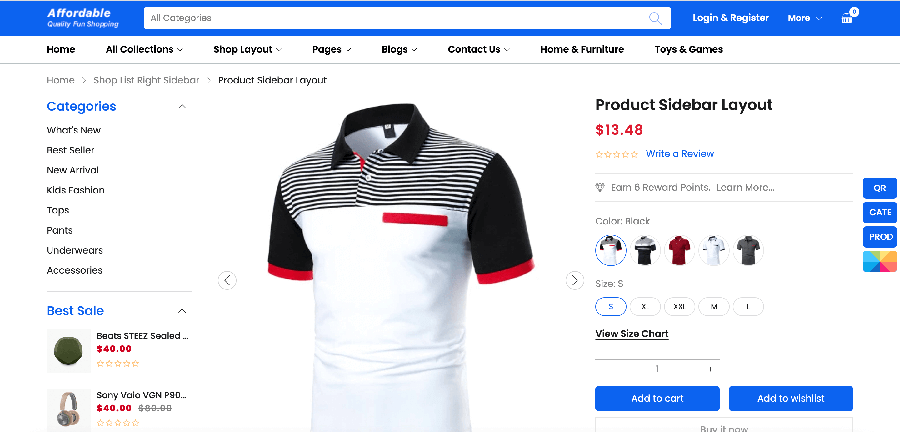 Affordable
Quality Fun Shopping
All Categories
Login & Register
More
0
Home
All Collections
Shop Layout
Pages
Blogs
Contact Us
Home & Furniture
Toys & Games
Home > Shop List Right Sidebar > Product Sidebar Layout
Categories
What's New
Best Seller
New Arrival
Kids Fashion
Tops
Pants
Underwears
Accessories
Best Sale
Beats STEEZ Sealed ...
$40.00
Sony Vaio VGN P90...
$40.00 $80.00
Product Sidebar Layout
$13.48
Write a Review
Earn 6 Reward Points. Learn More...
Color: Black
Size: S
S
X
XXL
M
L
View Size Chart
1
+
Add to cart
Add to wishlist
Buy it now
QR
CATE
PROD